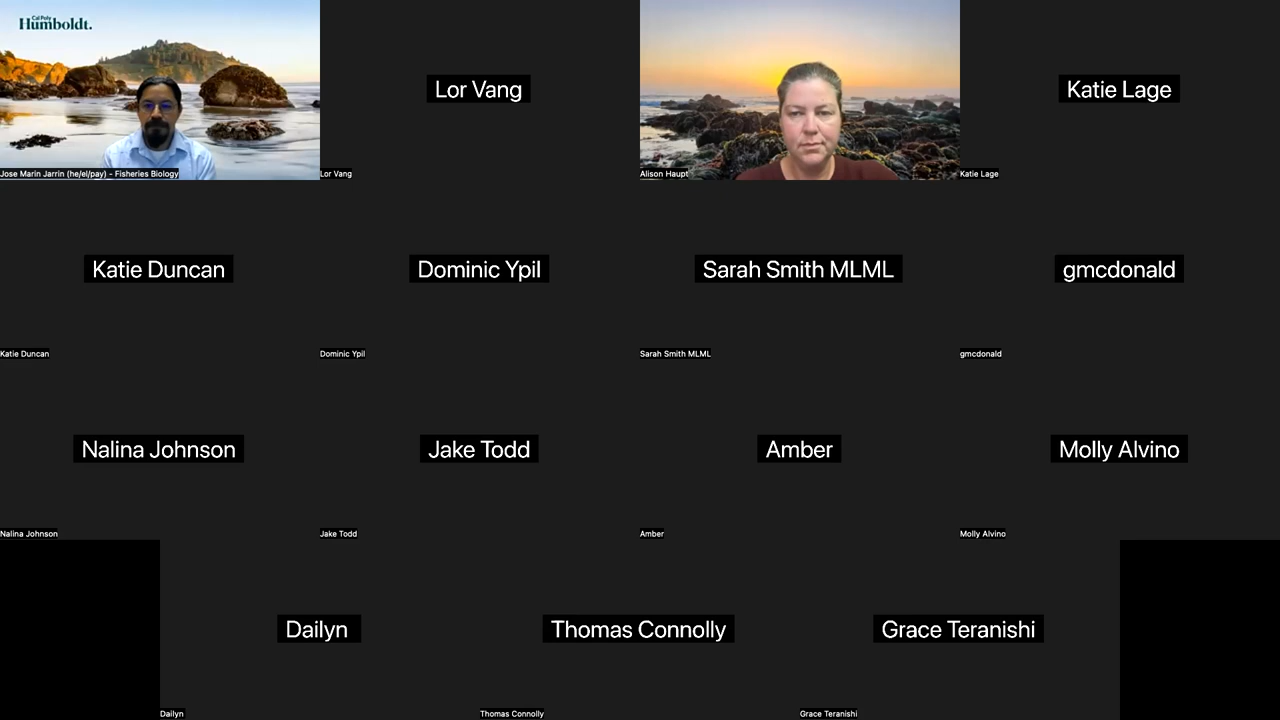 Cal Poly
Humboldt.
Lor Vang
Katie Lage
Jose Marin Jarrin (he/el/pay) - Fisheries Biology
Lor Vang
Alison Haupt
Katie Lage
Katie Duncan
Dominic Ypil
Sarah Smith MLML
gmcdonald
Katie Duncan
Dominic Ypil
Sarah Smith MLML
gmcdonald
Nalina Johnson
Jake Todd
Amber
Molly Alvino
Nalina Johnson
Jake Todd
Amber
Molly Alvino
Dailyn
Thomas Connolly
Grace Teranishi
Dailyn
Thomas Connolly
Grace Teranishi